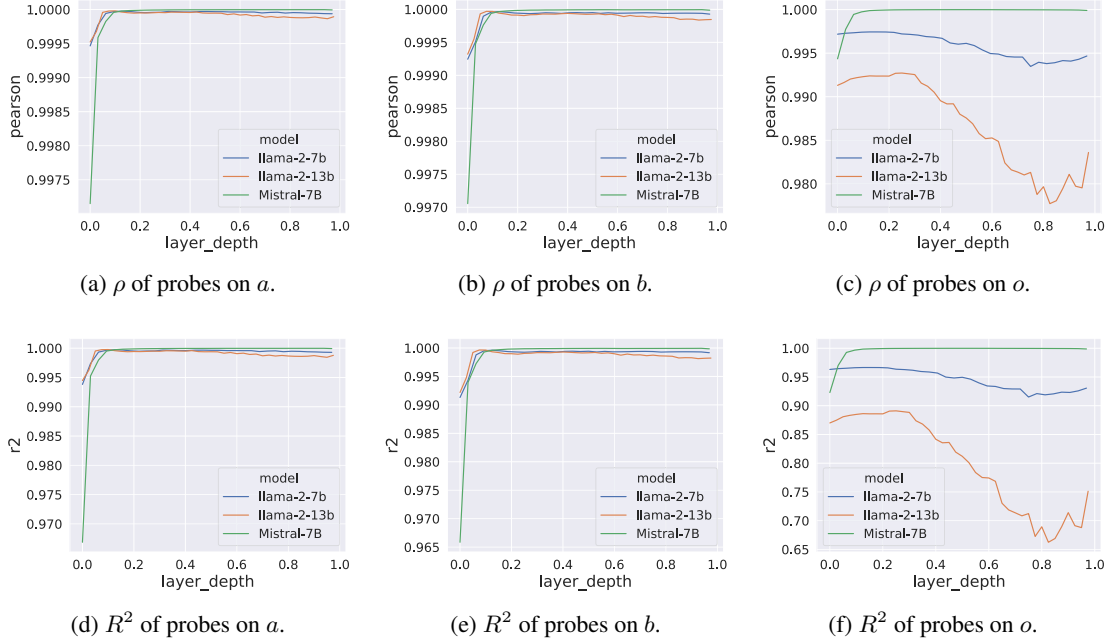 1.0000
0.9995
0.9990
0.9985
0.9980
0.9975
pearson
model
llama-2-7b
llama-2-13b
Mistral-7B
0.0 0.2 0.4 0.6 0.8 1.0
layer_depth
(a) ρ of probes on a.
1.0000
0.9995
0.9990
0.9985
0.9980
0.9975
0.9970
pearson
model
llama-2-7b
llama-2-13b
Mistral-7B
0.0 0.2 0.4 0.6 0.8 1.0
layer_depth
(b) ρ of probes on b.
1.000
0.995
0.990
0.985
0.980
pearson
model
llama-2-7b
llama-2-13b
Mistral-7B
0.0 0.2 0.4 0.6 0.8 1.0
layer_depth
(c) ρ of probes on o.
1.000
0.995
0.990
0.985
0.980
0.975
0.970
r2
model
llama-2-7b
llama-2-13b
Mistral-7B
0.0 0.2 0.4 0.6 0.8 1.0
layer_depth
(d) R² of probes on a.
1.000
0.995
0.990
0.985
0.980
0.975
0.970
0.965
r2
model
llama-2-7b
llama-2-13b
Mistral-7B
0.0 0.2 0.4 0.6 0.8 1.0
layer_depth
(e) R² of probes on b.
1.00
0.95
0.90
0.85
0.80
0.75
0.70
0.65
r2
model
llama-2-7b
llama-2-13b
Mistral-7B
0.0 0.2 0.4 0.6 0.8 1.0
layer_depth
(f) R² of probes on o.